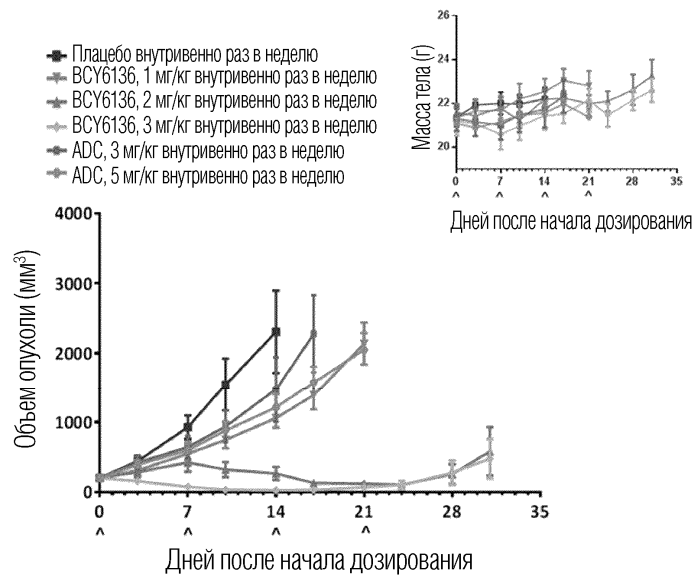 Плацебо внутривенно раз в неделю
BCY6136, 1 мг/кг внутривенно раз в неделю
BCY6136, 2 мг/кг внутривенно раз в неделю
BCY6136, 3 мг/кг внутривенно раз в неделю
ADC, 3 мг/кг внутривенно раз в неделю
ADC, 5 мг/кг внутривенно раз в неделю
Масса тела (г)
26
24
22
20
0 7 14 21 28 35
^ ^ ^ ^
Дней после начала дозирования
Объем опухоли (мм³)
4000
3000
2000
1000
0
0 7 14 21 28 35
^ ^ ^ ^
Дней после начала дозирования